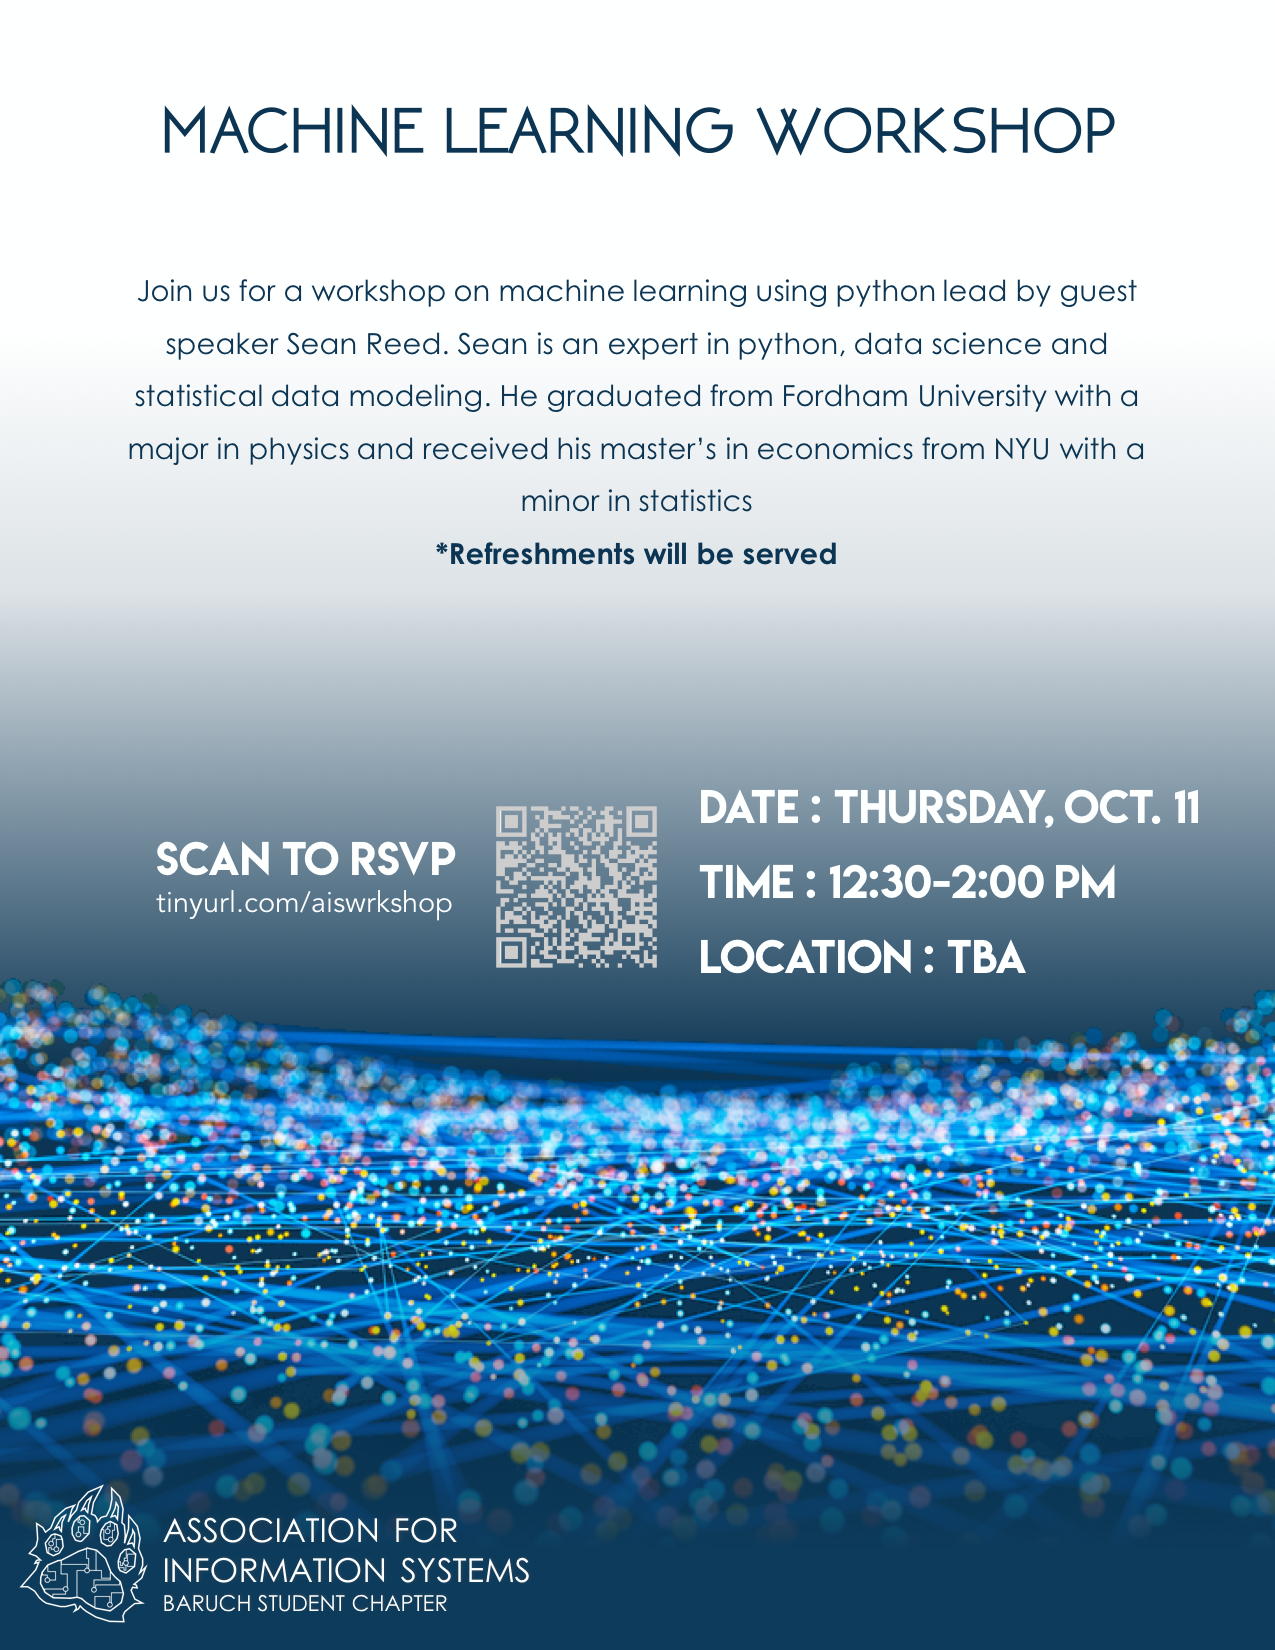 MACHINE LEARNING WORKSHOP
Join us for a workshop on machine learning using python lead by guest
speaker Sean Reed. Sean is an expert in python, data science and
statistical data modeling. He graduated from Fordham University with a
major in physics and received his master’s in economics from NYU with a
minor in statistics
*Refreshments will be served
SCAN TO RSVP
tinyurl.com/aiswrkshop
DATE : THURSDAY, OCT. 11
TIME : 12:30-2:00 PM
LOCATION : TBA
ASSOCIATION FOR
INFORMATION SYSTEMS
BARUCH STUDENT CHAPTER